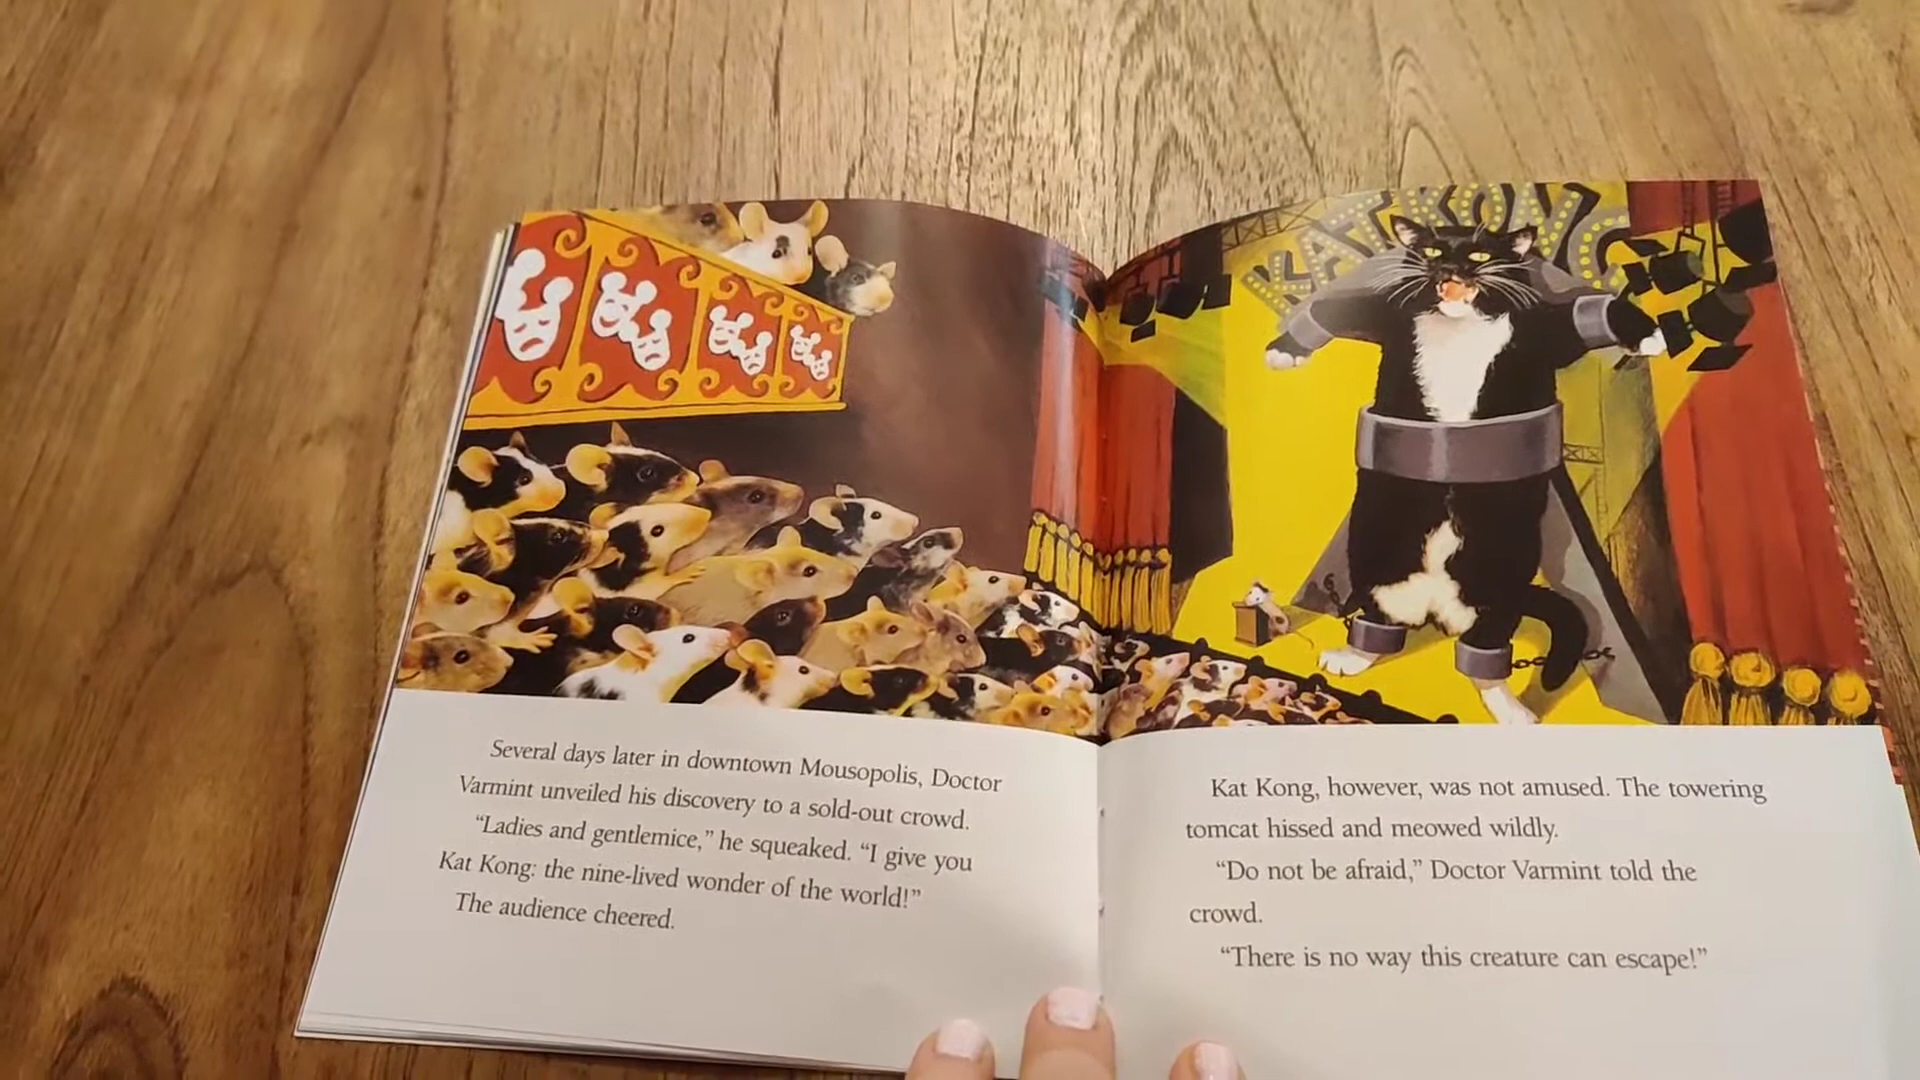 KAT KONG
Several days later in downtown Mousopolis, Doctor
Varmint unveiled his discovery to a sold-out crowd.
“Ladies and gentlemice,” he squeaked. “I give you
Kat Kong: the nine-lived wonder of the world!”
The audience cheered.
Kat Kong, however, was not amused. The towering
tomcat hissed and meowed wildly.
“Do not be afraid,” Doctor Varmint told the
crowd.
“There is no way this creature can escape!”